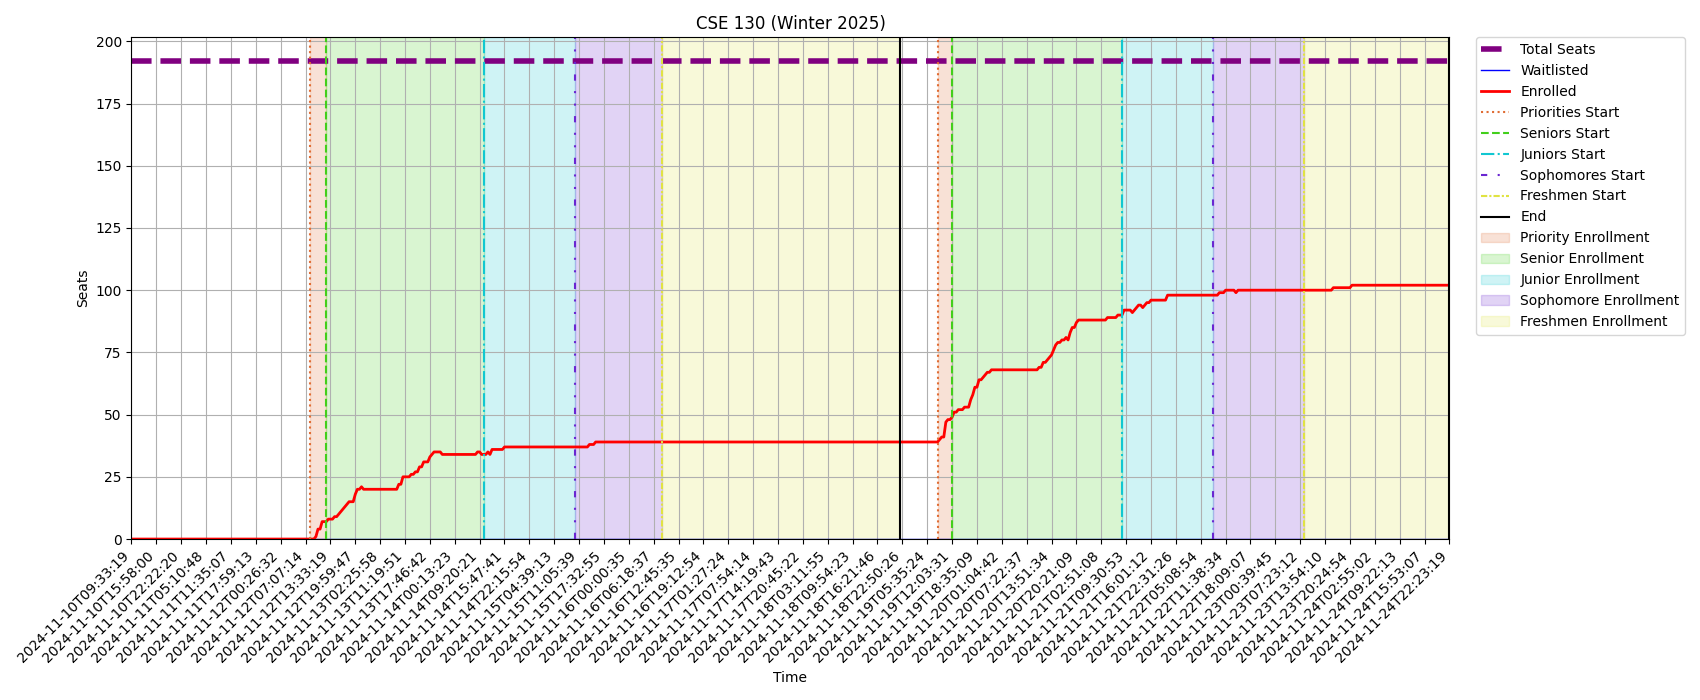 CSE 130 (Winter 2025)
200
175
150
125
100
75
50
25
0
Seats
2024-11-10T09:33:19
2024-11-10T15:58:00
2024-11-10T22:22:20
2024-11-11T05:10:48
2024-11-11T11:35:07
2024-11-11T17:59:13
2024-11-12T00:26:32
2024-11-12T07:07:14
2024-11-12T13:33:19
2024-11-12T19:59:47
2024-11-13T03:25:58
2024-11-13T11:19:51
2024-11-13T17:46:42
2024-11-14T00:13:23
2024-11-14T09:20:21
2024-11-14T15:47:41
2024-11-14T22:15:54
2024-11-15T04:39:13
2024-11-15T11:05:39
2024-11-15T17:32:55
2024-11-16T00:00:35
2024-11-16T06:18:37
2024-11-16T12:45:35
2024-11-16T19:12:54
2024-11-17T01:27:24
2024-11-17T07:54:14
2024-11-17T14:19:43
2024-11-17T20:45:22
2024-11-18T03:11:55
2024-11-18T09:54:23
2024-11-18T16:21:46
2024-11-18T22:50:26
2024-11-19T05:35:24
2024-11-19T12:03:31
2024-11-19T18:35:09
2024-11-20T01:04:42
2024-11-20T07:22:37
2024-11-20T13:51:34
2024-11-20T20:21:09
2024-11-21T02:51:08
2024-11-21T09:30:53
2024-11-21T16:01:12
2024-11-21T22:31:26
2024-11-22T05:08:54
2024-11-22T11:38:34
2024-11-22T18:09:07
2024-11-23T00:39:45
2024-11-23T07:23:12
2024-11-23T13:54:10
2024-11-23T20:24:54
2024-11-24T02:55:02
2024-11-24T09:22:13
2024-11-24T15:53:07
2024-11-24T22:23:19
Time
Total Seats
Waitlisted
Enrolled
Priorities Start
Seniors Start
Juniors Start
Sophomores Start
Freshmen Start
End
Priority Enrollment
Senior Enrollment
Junior Enrollment
Sophomore Enrollment
Freshmen Enrollment